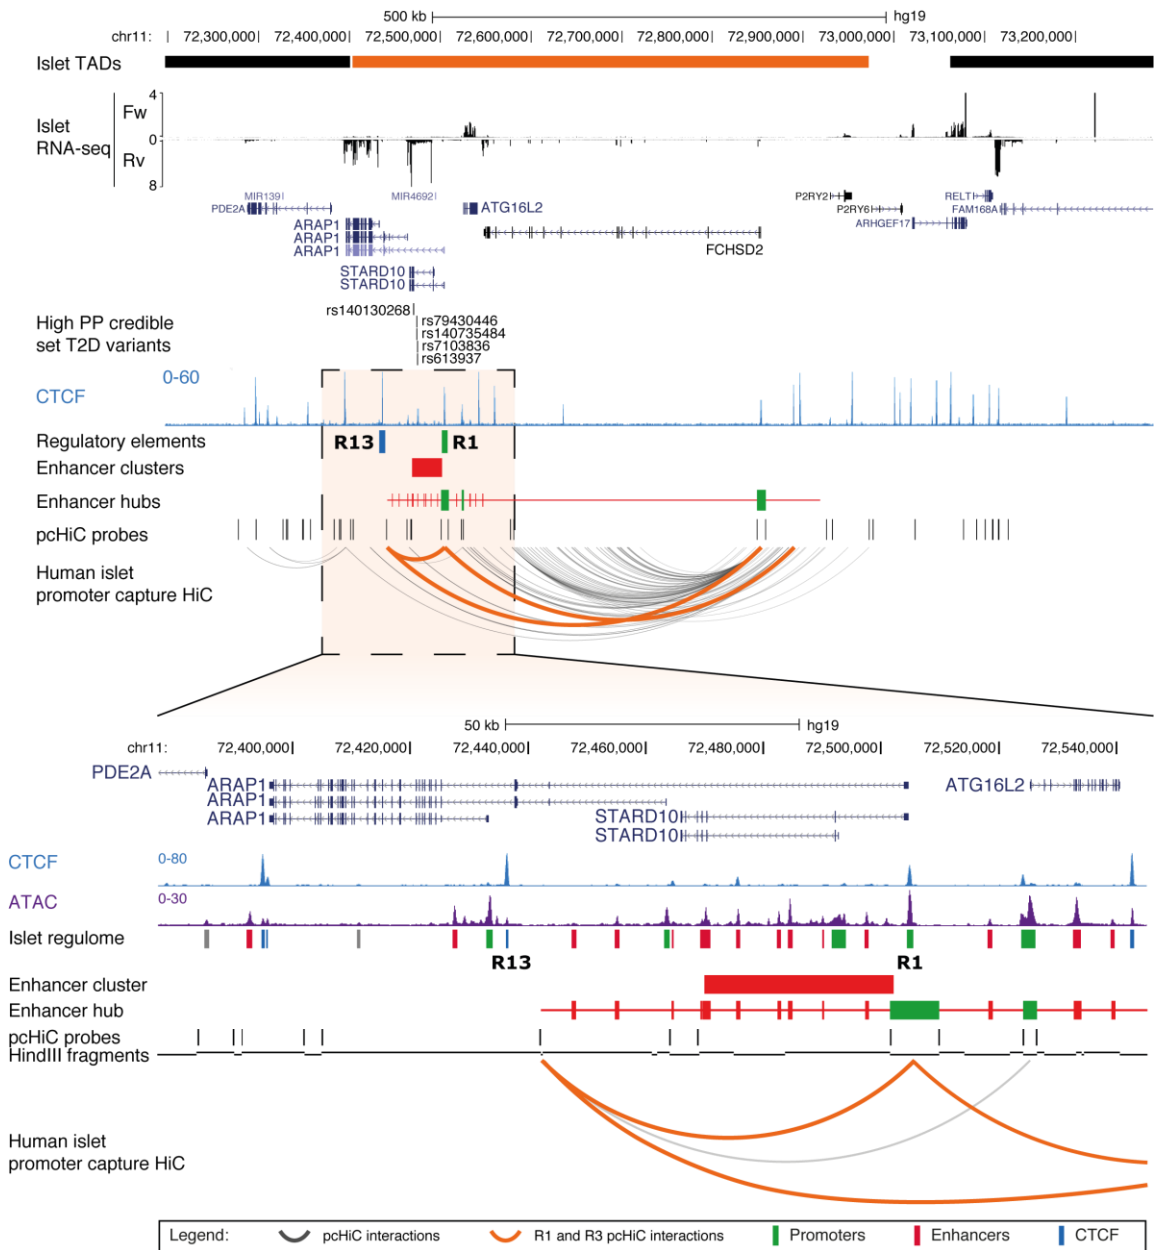 500 kb hg19
chr11: 72,300,000 72,400,000 72,500,000 72,600,000 72,700,000 72,800,000 72,900,000 73,000,000 73,100,000 73,200,000
Islet TADs
4
Fw
Islet
RNA-seq
0
Rv
8
MIR139 MIR4692 P2RY2 RELT
PDE2A ATG16L2 P2RY6 FAM168A
ARAP1 ARHGEF17
ARAP1
ARAP1 FCHSD2
STARD10
STARD10
rs140130268
High PP credible
set T2D variants
rs79430446
rs140735484
rs7103836
rs613937
0-60
CTCF
Regulatory elements R13 R1
Enhancer clusters
Enhancer hubs
pcHiC probes
Human islet
promoter capture HiC
50 kb hg19
chr11: 72,400,000 72,420,000 72,440,000 72,460,000 72,480,000 72,500,000 72,520,000 72,540,000
PDE2A
ARAP1 ATG16L2
ARAP1
ARAP1 STARD10
STARD10
CTCF 0-80
ATAC 0-30
Islet regulome
R13 R1
Enhancer cluster
Enhancer hub
pcHiC probes
HindIII fragments
Human islet
promoter capture HiC
Legend: pcHiC interactions R1 and R3 pcHiC interactions Promoters Enhancers CTCF